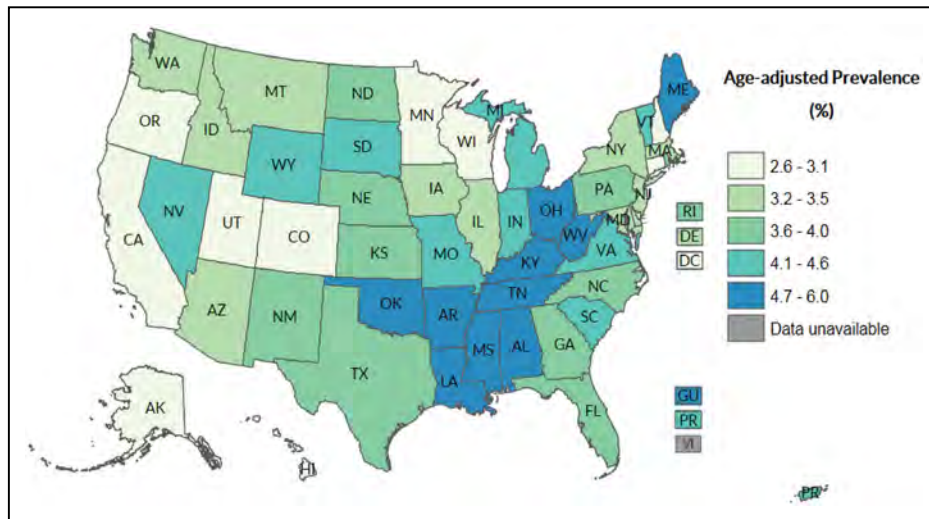 Age-adjusted Prevalence
(%)
2.6 - 3.1
3.2 - 3.5
3.6 - 4.0
4.1 - 4.6
4.7 - 6.0
Data unavailable
WA
MT
ND
MN
ME
OR
ID
WI
MI
VT
NY
MA
WY
SD
IA
NE
PA
NJ
NV
UT
CO
IL
IN
OH
MD
RI
DE
DC
CA
KS
MO
WV
VA
KY
AZ
NM
OK
AR
TN
NC
SC
MS
AL
GA
TX
LA
FL
AK
HI
GU
PR
VI
PR